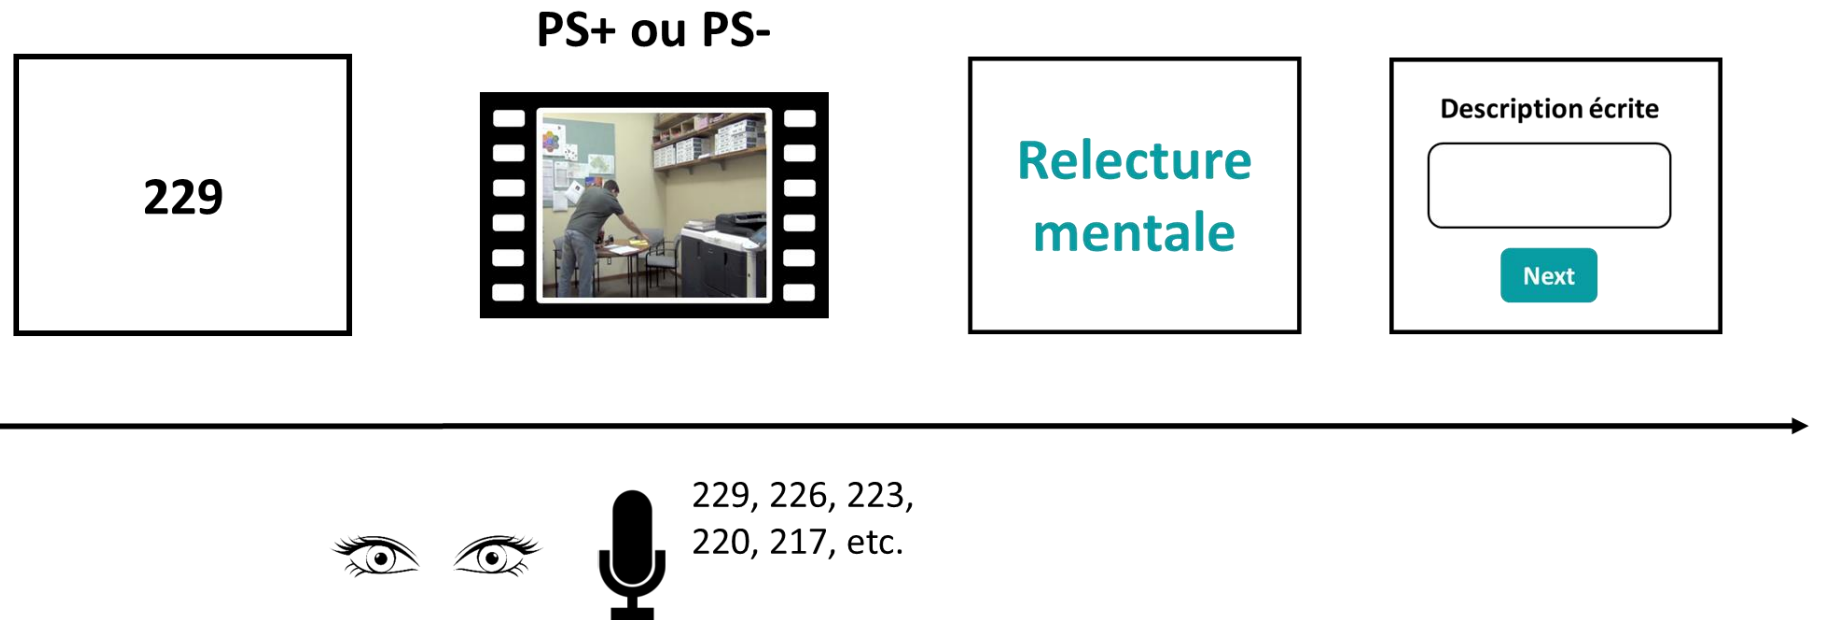 PS+ ou PS-
229
Relecture
mentale
Description écrite
Next
229, 226, 223,
220, 217, etc.